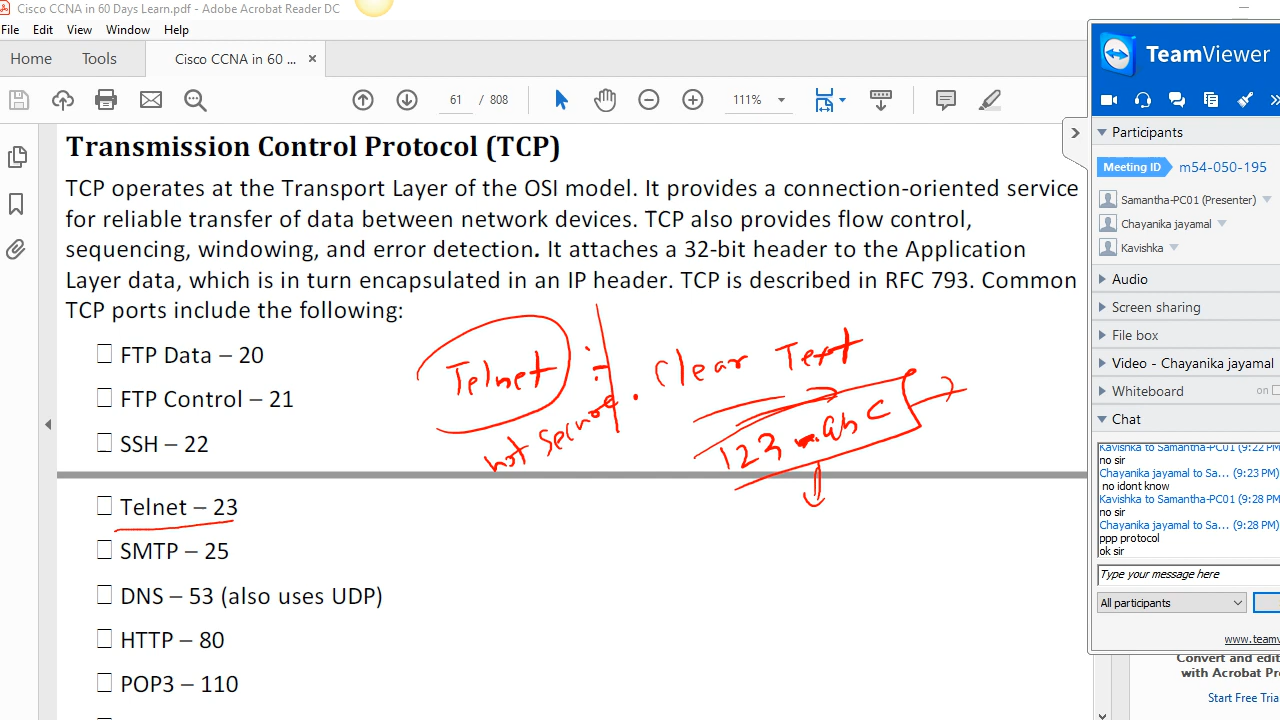 Cisco CCNA in 60 Days Learn.pdf - Adobe Acrobat Reader DC
File Edit View Window Help
Home Tools Cisco CCNA in 60 ... ×
61 / 808 111%
Transmission Control Protocol (TCP)
TCP operates at the Transport Layer of the OSI model. It provides a connection-oriented service
for reliable transfer of data between network devices. TCP also provides flow control,
sequencing, windowing, and error detection. It attaches a 32-bit header to the Application
Layer data, which is in turn encapsulated in an IP header. TCP is described in RFC 793. Common
TCP ports include the following:
FTP Data – 20
FTP Control – 21
SSH – 22
Telnet – 23
SMTP – 25
DNS – 53 (also uses UDP)
HTTP – 80
POP3 – 110
Telnet
Clear Text
not
123
abc
TeamViewer
Participants
Meeting ID m54-050-195
Samantha-PC01 (Presenter)
Chayanika jayamal
Kavishka
Audio
Screen sharing
File box
Video - Chayanika jayamal
Whiteboard on
Chat
Kavishka to Samantha-PC01 (9:22 PM)
no sir
Chayanika jayamal to Sa... (9:23 PM)
no idont know
Kavishka to Samantha-PC01 (9:28 PM)
no sir
Chayanika jayamal to Sa... (9:28 PM)
ppp protocol
ok sir
Type your message here
All participants
www.teamv
Convert and edit
with Acrobat Pr
Start Free Tria